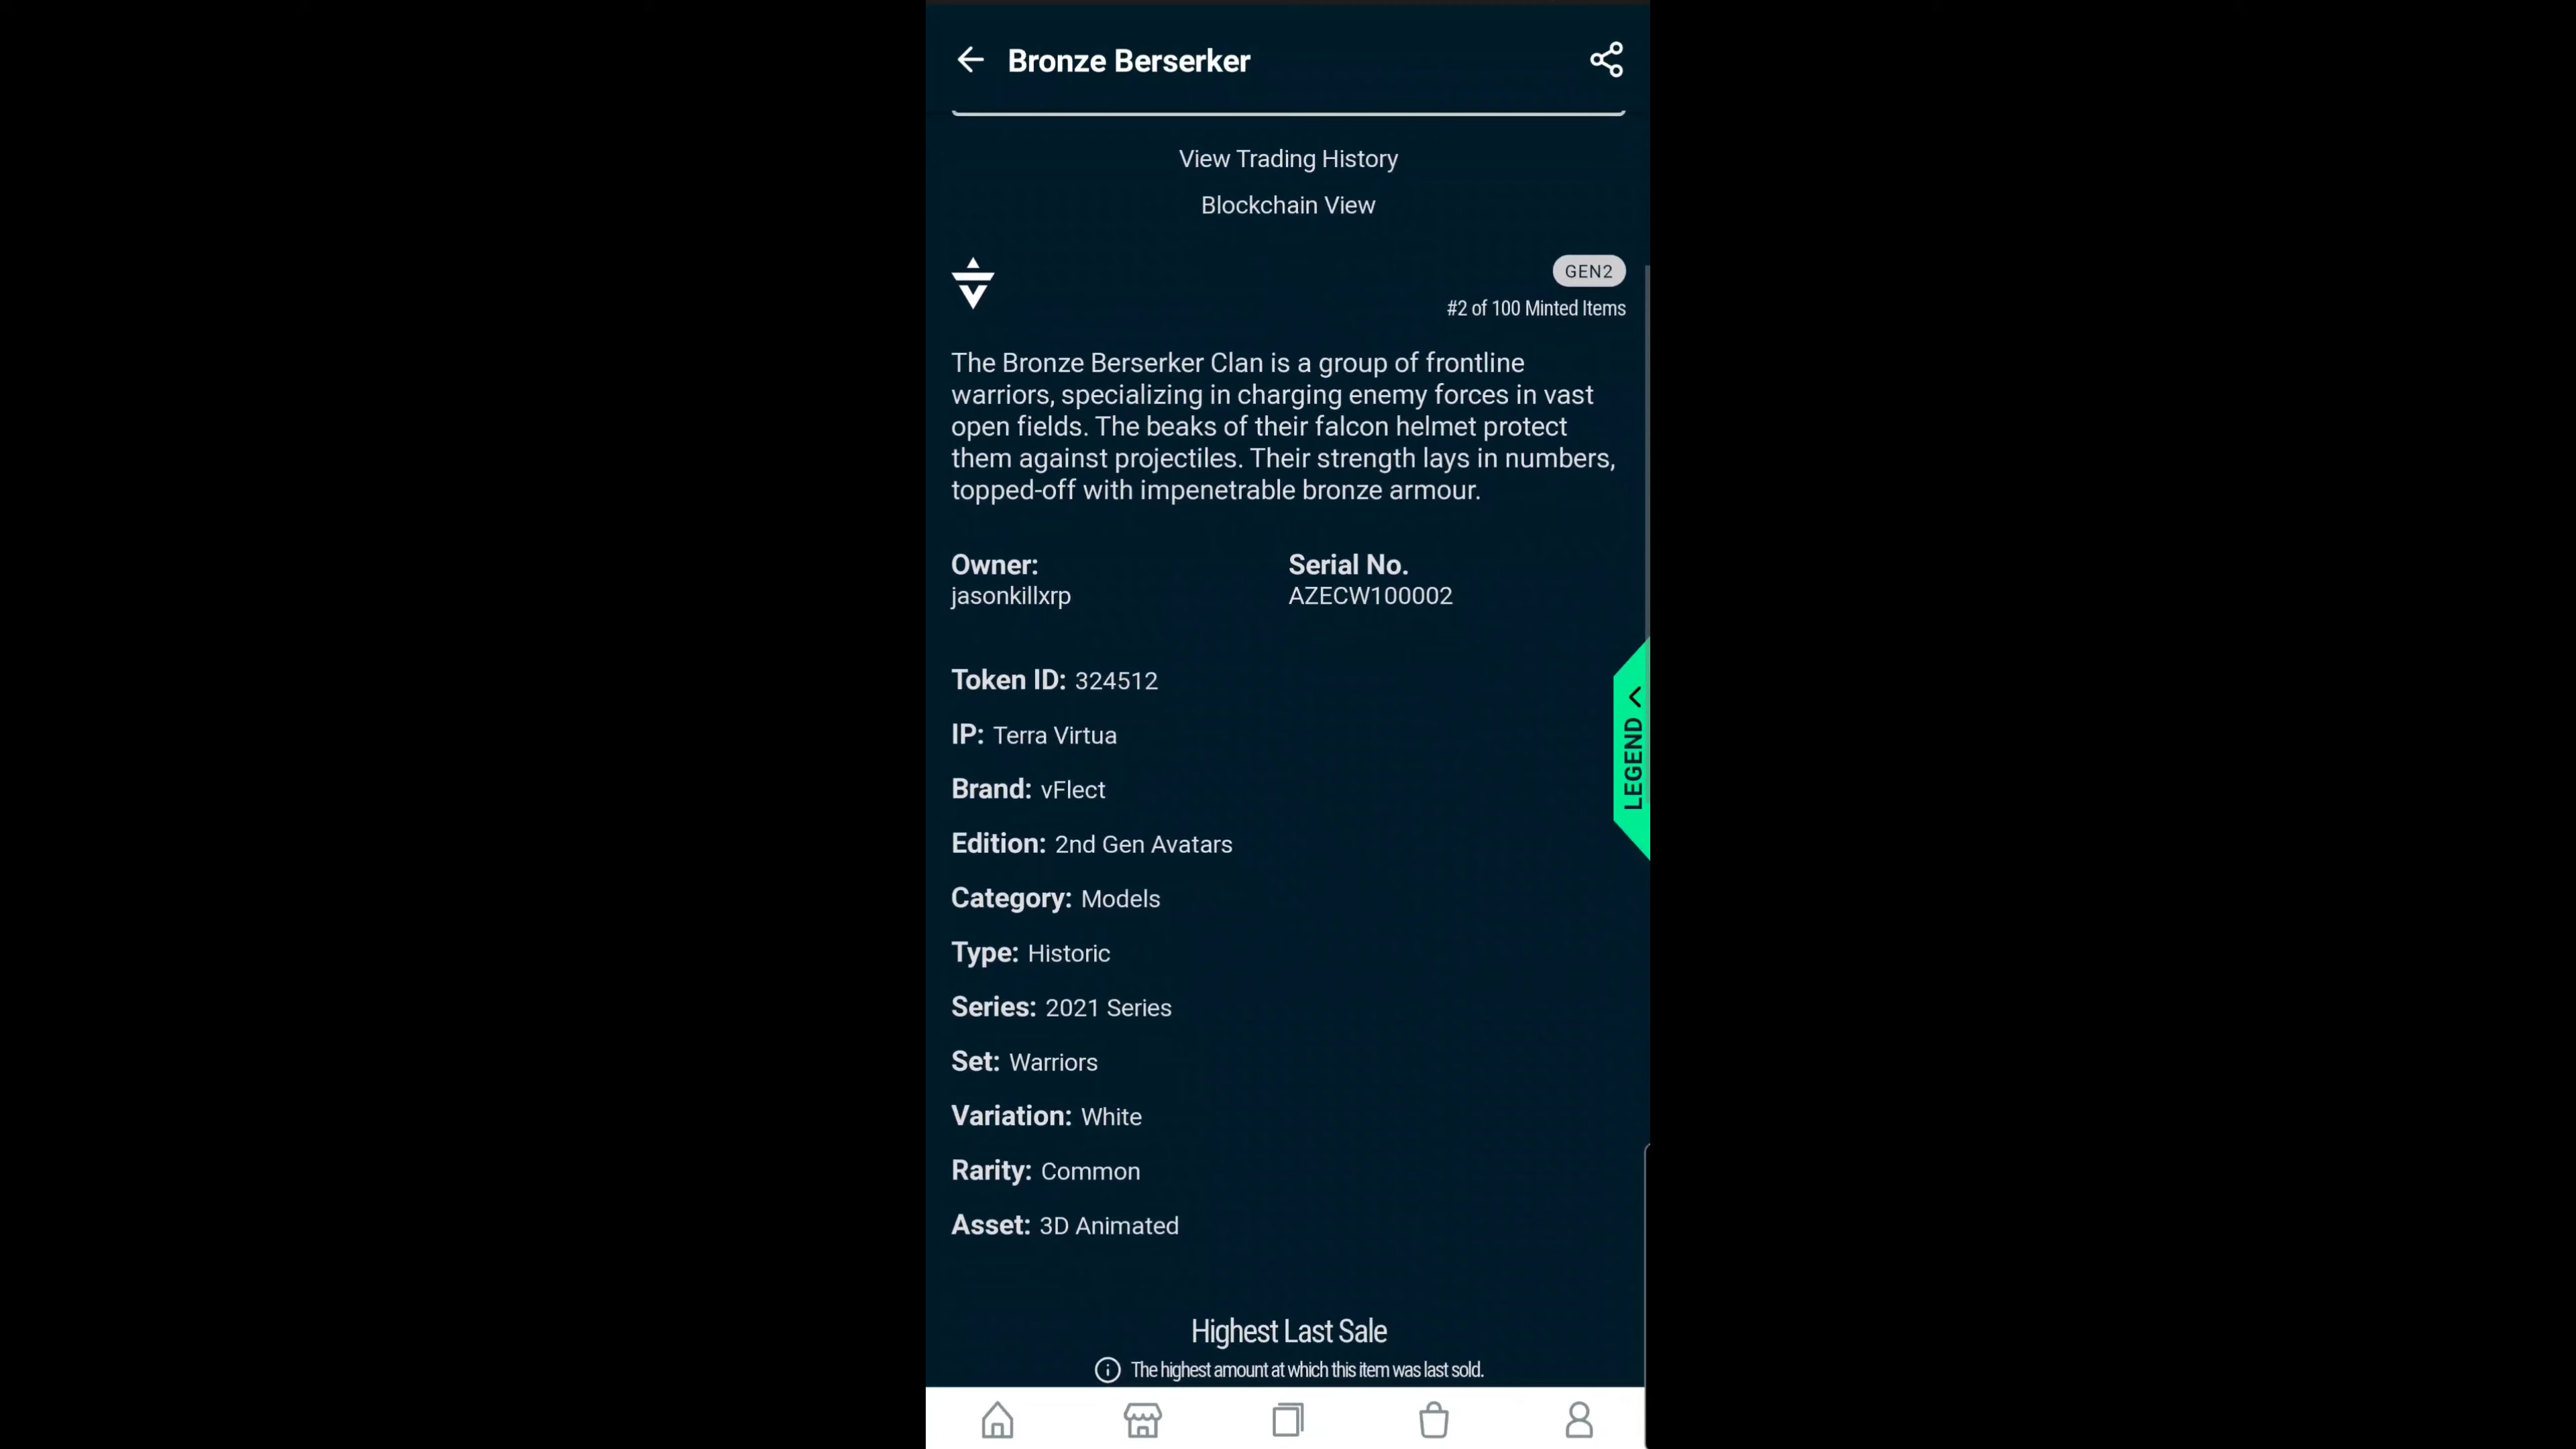 Bronze Berserker
View Trading History
Blockchain View
GEN2
#2 of 100 Minted Items
The Bronze Berserker Clan is a group of frontline
warriors, specializing in charging enemy forces in vast
open fields. The beaks of their falcon helmet protect
them against projectiles. Their strength lays in numbers,
topped-off with impenetrable bronze armour.
Owner:
jasonkillxrp
Serial No.
AZECW100002
Token ID: 324512
IP: Terra Virtua
Brand: vFlect
LEGEND
Edition: 2nd Gen Avatars
Category: Models
Type: Historic
Series: 2021 Series
Set: Warriors
Variation: White
Rarity: Common
Asset: 3D Animated
Highest Last Sale
The highest amount at which this item was last sold.